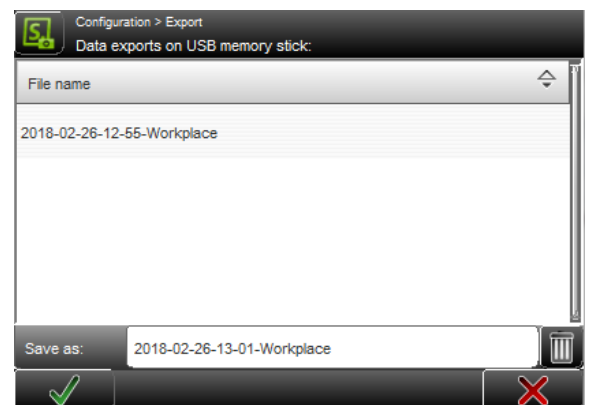 S
Configuration > Export
Data exports on USB memory stick:
File name
2018-02-26-12-55-Workplace
Save as:
2018-02-26-13-01-Workplace